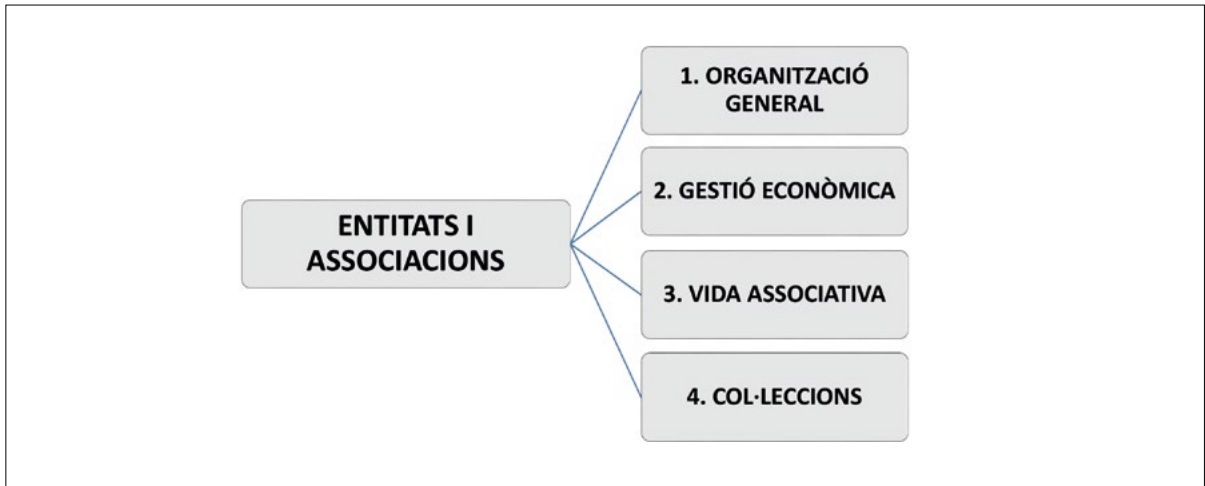 ENTITATS I
ASSOCIACIONS
1. ORGANITZACIÓ
GENERAL
2. GESTIÓ ECONÒMICA
3. VIDA ASSOCIATIVA
4. COL·LECCIONS